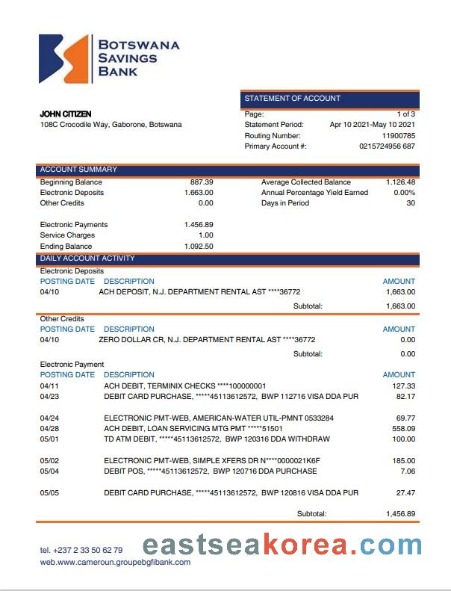 BOTSWANA
SAVINGS
BANK
STATEMENT OF ACCOUNT
JOHN CITIZEN
108C Crocodile Way, Gaborone, Botswana
Page: 1 of 3
Statement Period: Apr 10 2021-May 10 2021
Routing Number: 11900785
Primary Account #: 0215724956 687
ACCOUNT SUMMARY
Beginning Balance 887.39 Average Collected Balance 1.126.48
Electronic Deposits 1.663.00 Annual Percentage Yield Earned 0.00%
Other Credits 0.00 Days in Period 30
Electronic Payments 1.456.89
Service Charges 1.00
Ending Balance 1.092.50
DAILY ACCOUNT ACTIVITY
Electronic Deposits
POSTING DATE DESCRIPTION AMOUNT
04/10 ACH DEPOSIT, N.J. DEPARTMENT RENTAL AST ****36772 1,663.00
Subtotal: 1,663.00
Other Credits
POSTING DATE DESCRIPTION AMOUNT
04/10 ZERO DOLLAR CR, N.J. DEPARTMENT RENTAL AST ****36772 0.00
Subtotal: 0.00
Electronic Payment
POSTING DATE DESCRIPTION AMOUNT
04/11 ACH DEBIT, TERMINIX CHECKS ****100000001 127.33
04/23 DEBIT CARD PURCHASE, *****45113612572, BWP 112716 VISA DDA PUR 82.17
04/24 ELECTRONIC PMT-WEB, AMERICAN-WATER UTIL-PMNT 0533284 69.77
04/28 ACH DEBIT, LOAN SERVICING MTG PMT *****51501 558.09
05/01 TD ATM DEBIT, *****45113612572, BWP 120316 DDA WITHDRAW 100.00
05/02 ELECTRONIC PMT-WEB, SIMPLE XFERS DR N****0000021K6F 185.00
05/04 DEBIT POS, *****45113612572, BWP 120716 DDA PURCHASE 7.06
05/05 DEBIT CARD PURCHASE, *****45113612572, BWP 120816 VISA DDA PUR 27.47
Subtotal: 1,456.89
tel. +237 2 33 50 62 79
web.www.cameroun.groupebgfibank.com
eastseakorea.com